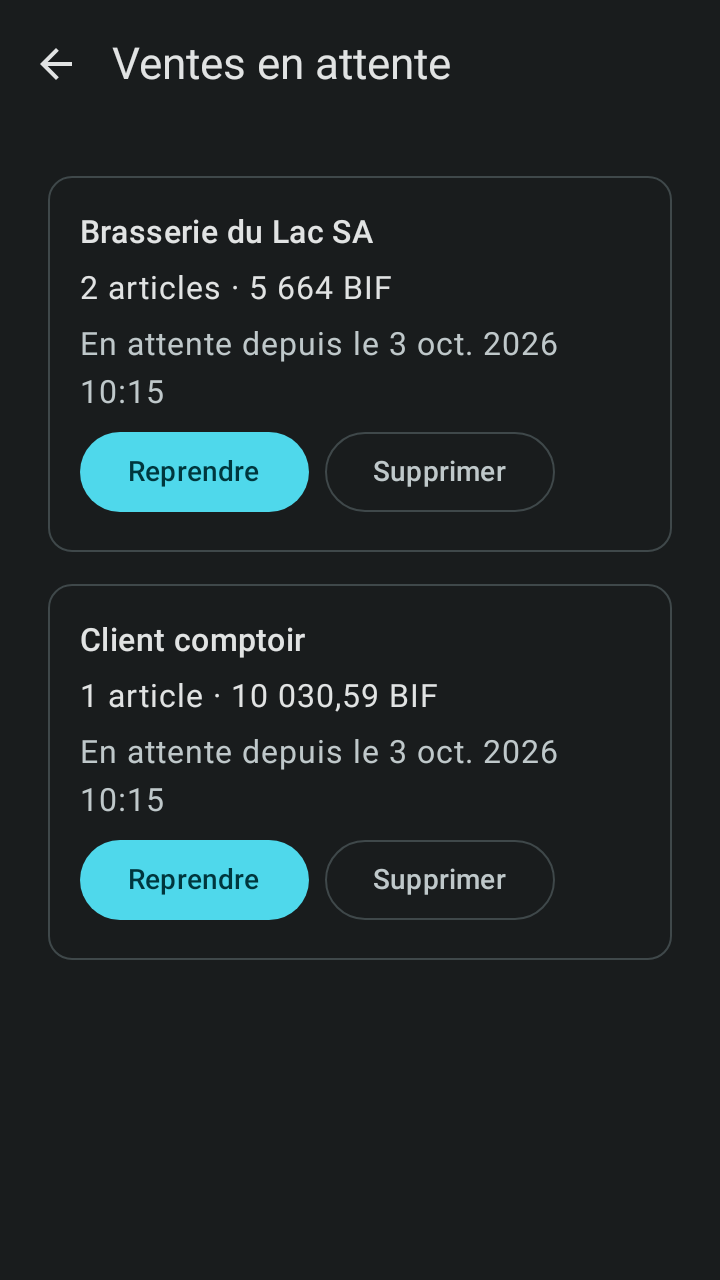 Ventes en attente
Brasserie du Lac SA
2 articles · 5 664 BIF
En attente depuis le 3 oct. 2026
10:15
Reprendre
Supprimer
Client comptoir
1 article · 10 030,59 BIF
En attente depuis le 3 oct. 2026
10:15
Reprendre
Supprimer